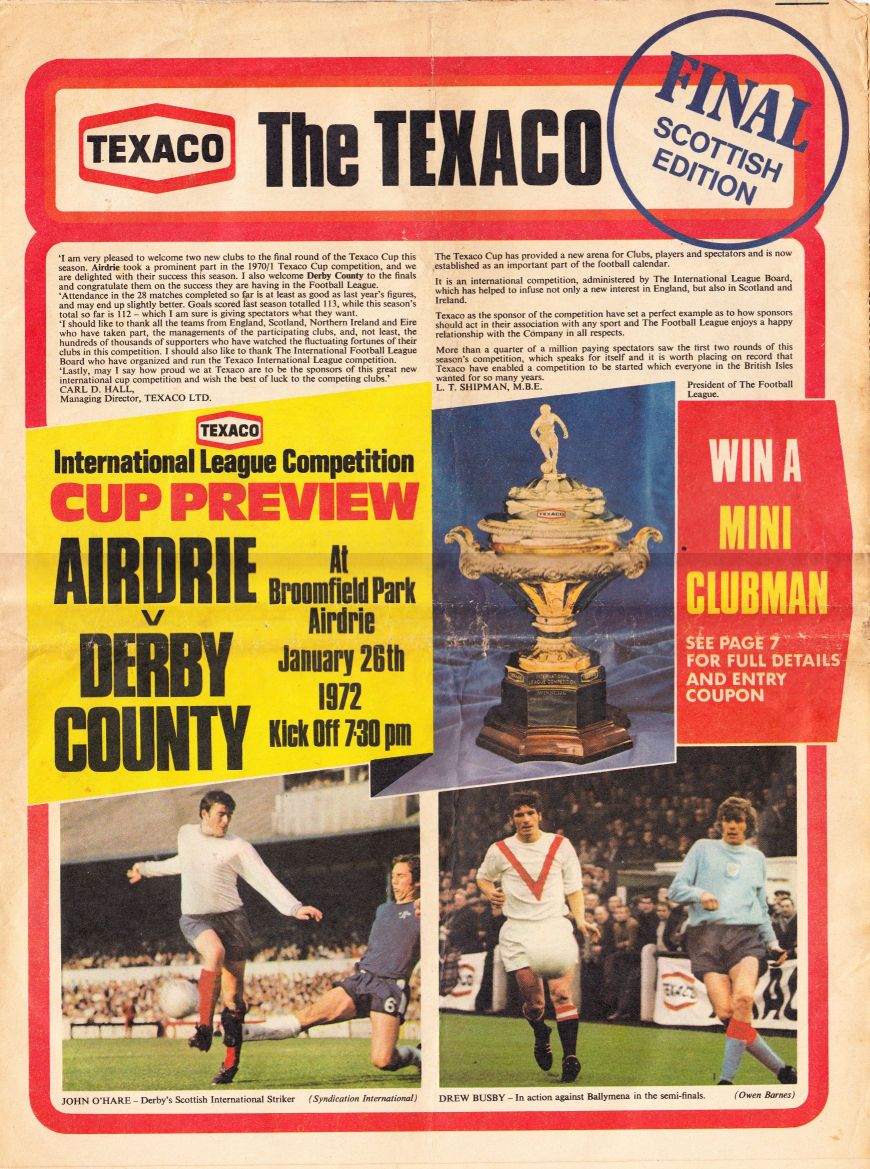 TEXACO
The TEXACO
FINAL
SCOTTISH
EDITION
'I am very pleased to welcome two new clubs to the final round of the Texaco Cup this
season. Airdrie took a prominent part in the 1970/1 Texaco Cup competition, and we
are delighted with their success this season. I also welcome Derby County to the finals
and congratulate them on the success they are having in the Football League.
'Attendance in the 28 matches completed so far is at least as good as last year's figures,
and may end up slightly better. Goals scored last season totalled 113, while this season's
total so far is 112 – which I am sure is giving spectators what they want.
'I should like to thank all the teams from England, Scotland, Northern Ireland and Eire
who have taken part, the managements of the participating clubs, and, not least, the
hundreds of thousands of supporters who have watched the fluctuating fortunes of their
clubs in this competition. I should also like to thank The International Football League
Board who have organized and run the Texaco International League competition.
'Lastly, may I say how proud we at Texaco are to be the sponsors of this great new
international cup competition and wish the best of luck to the competing clubs.'
CARL D. HALL,
Managing Director, TEXACO LTD.
The Texaco Cup has provided a new arena for Clubs, players and spectators and is now
established as an important part of the football calendar.
It is an international competition, administered by The International League Board,
which has helped to infuse not only a new interest in England, but also in Scotland and
Ireland.
Texaco as the sponsor of the competition have set a perfect example as to how sponsors
should act in their association with any sport and The Football League enjoys a happy
relationship with the Company in all respects.
More than a quarter of a million paying spectators saw the first two rounds of this
season's competition, which speaks for itself and it is worth placing on record that
Texaco have enabled a competition to be started which everyone in the British Isles
wanted for so many years.
L. T. SHIPMAN, M.B.E.
President of The Football
League.
TEXACO
International League Competition
CUP PREVIEW
AIRDRIE
v
DERBY
COUNTY
At
Broomfield Park
Airdrie
January 26th
1972
Kick Off 7·30 pm
TEXACO
INTERNATIONAL
LEAGUE COMPETITION
WIN A
MINI
CLUBMAN
SEE PAGE 7
FOR FULL DETAILS
AND ENTRY
COUPON
6
TEXACO
JOHN O'HARE – Derby's Scottish International Striker (Syndication International)
DREW BUSBY – In action against Ballymena in the semi-finals. (Owen Barnes)